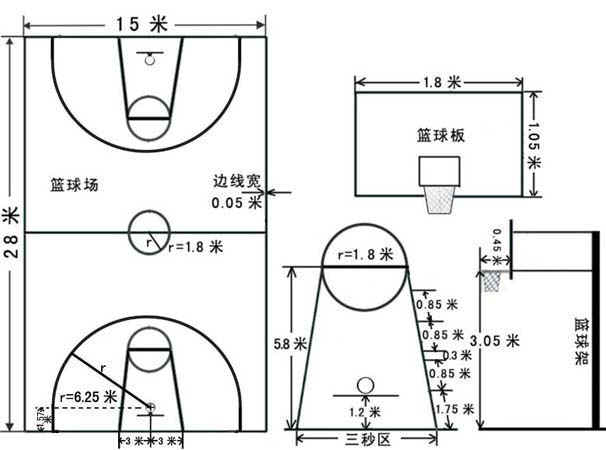 15 米
28 米
篮球场
边线宽
0.05 米
r
r=1.8 米
r
r=6.25 米
1.575
米
3 米
3 米
1.8 米
篮球板
1.05 米
r=1.8 米
0.85 米
0.85 米
0.3 米
0.85 米
1.75 米
5.8 米
1.2 米
三秒区
0.45 米
3.05 米
篮球架